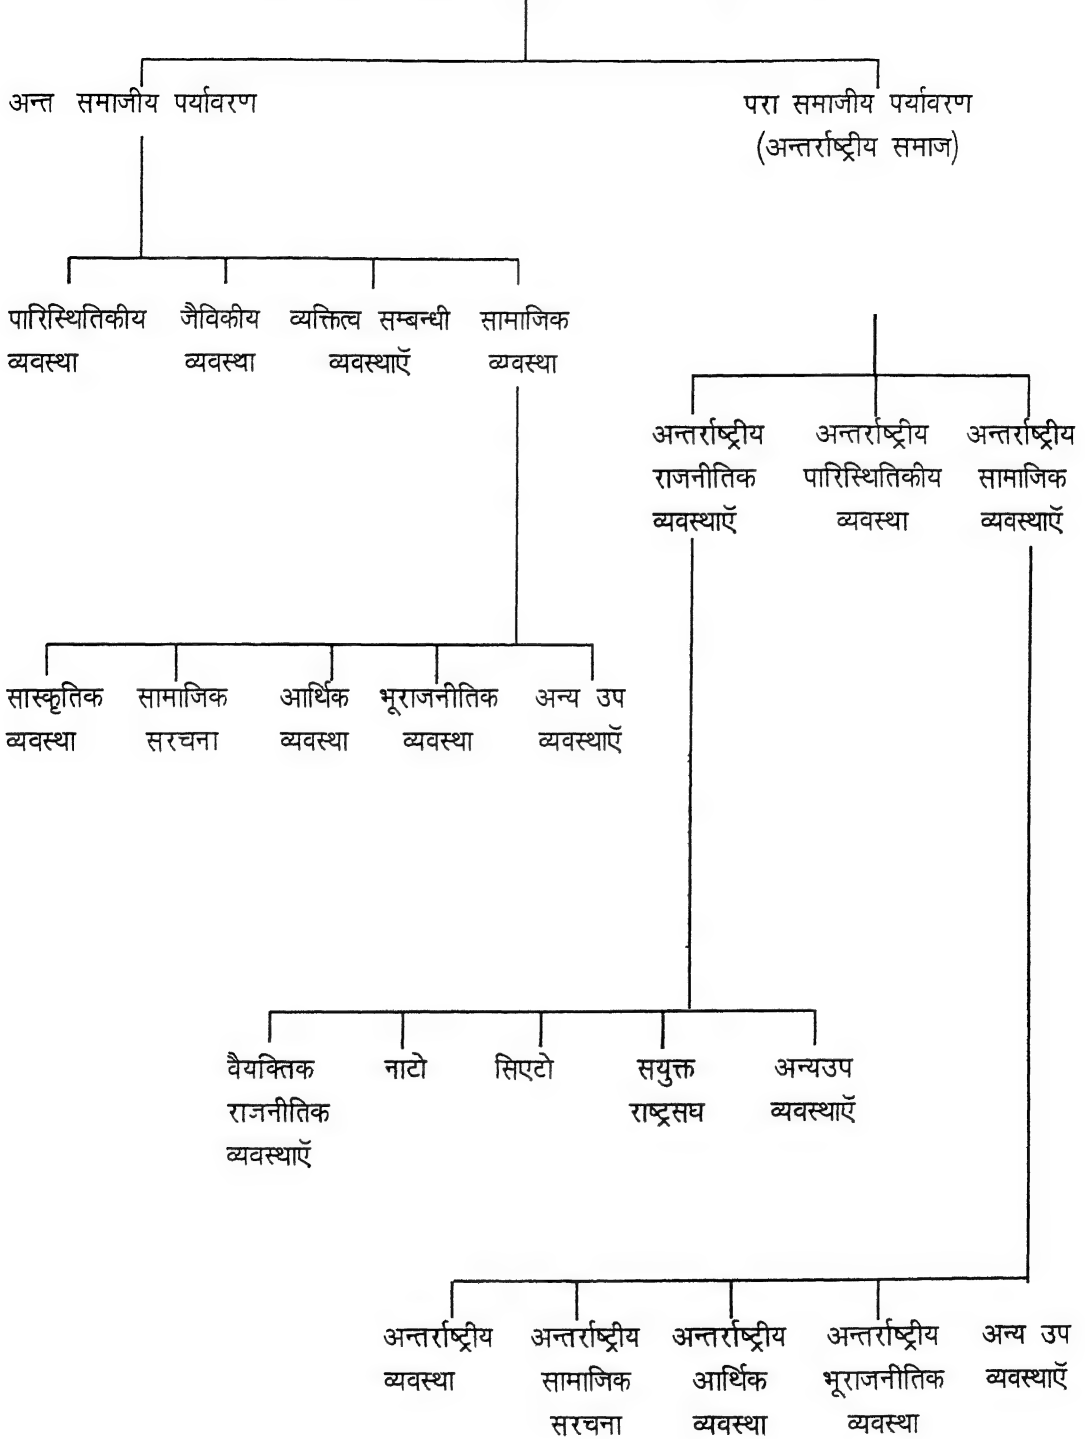 अन्त समाजीय पर्यावरण
परा समाजीय पर्यावरण
(अन्तर्राष्ट्रीय समाज)
पारिस्थितिकीय
व्यवस्था
जैविकीय
व्यवस्था
व्यक्तित्व सम्बन्धी
व्यवस्थाऍ
सामाजिक
व्यवस्था
अन्तर्राष्ट्रीय
राजनीतिक
व्यवस्थाऍ
अन्तर्राष्ट्रीय
पारिस्थितिकीय
व्यवस्था
अन्तर्राष्ट्रीय
सामाजिक
व्यवस्थाऍ
सास्कृतिक
व्यवस्था
सामाजिक
सरचना
आर्थिक
व्यवस्था
भूराजनीतिक
व्यवस्था
अन्य उप
व्यवस्थाऍ
वैयक्तिक
राजनीतिक
व्यवस्थाऍ
नाटो
सिएटो
सयुक्त
राष्ट्रसघ
अन्यउप
व्यवस्थाऍ
अन्तर्राष्ट्रीय
व्यवस्था
अन्तर्राष्ट्रीय
सामाजिक
सरचना
अन्तर्राष्ट्रीय
आर्थिक
व्यवस्था
अन्तर्राष्ट्रीय
भूराजनीतिक
व्यवस्था
अन्य उप
व्यवस्थाऍ